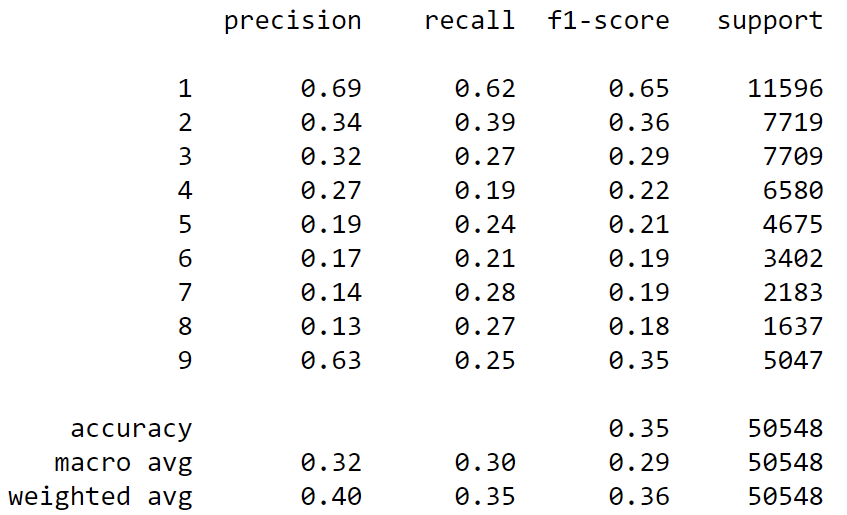 precision recall f1-score support
1 0.69 0.62 0.65 11596
2 0.34 0.39 0.36 7719
3 0.32 0.27 0.29 7709
4 0.27 0.19 0.22 6580
5 0.19 0.24 0.21 4675
6 0.17 0.21 0.19 3402
7 0.14 0.28 0.19 2183
8 0.13 0.27 0.18 1637
9 0.63 0.25 0.35 5047
accuracy 0.35 50548
macro avg 0.32 0.30 0.29 50548
weighted avg 0.40 0.35 0.36 50548